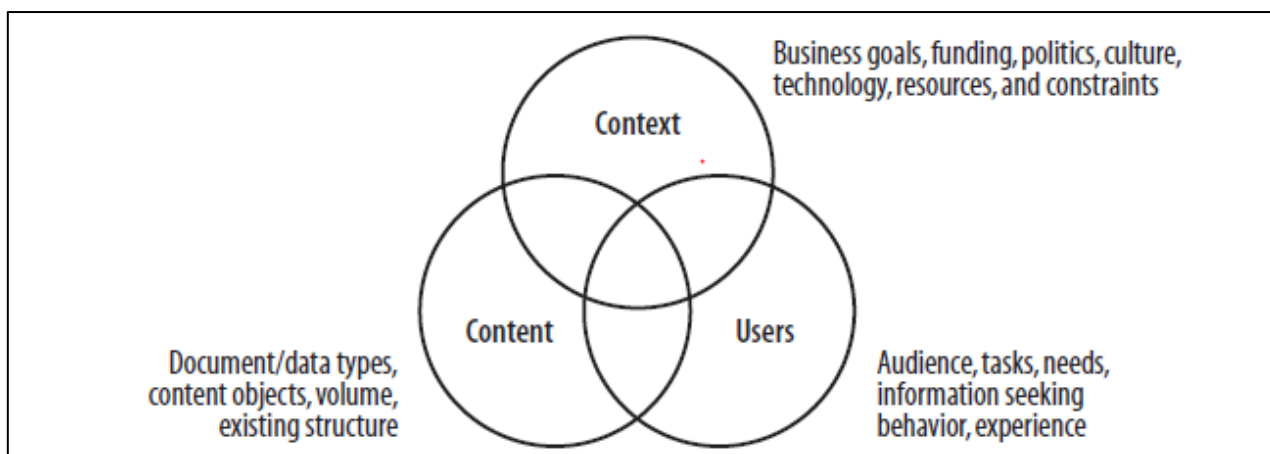 Business goals, funding, politics, culture,
technology, resources, and constraints
Context
Content
Users
Document/data types,
content objects, volume,
existing structure
Audience, tasks, needs,
information seeking
behavior, experience